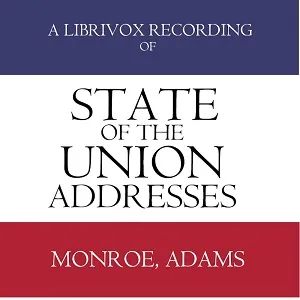 A LIBRIVOX RECORDING
OF
STATE
OF THE
UNION
ADDRESSES
MONROE, ADAMS